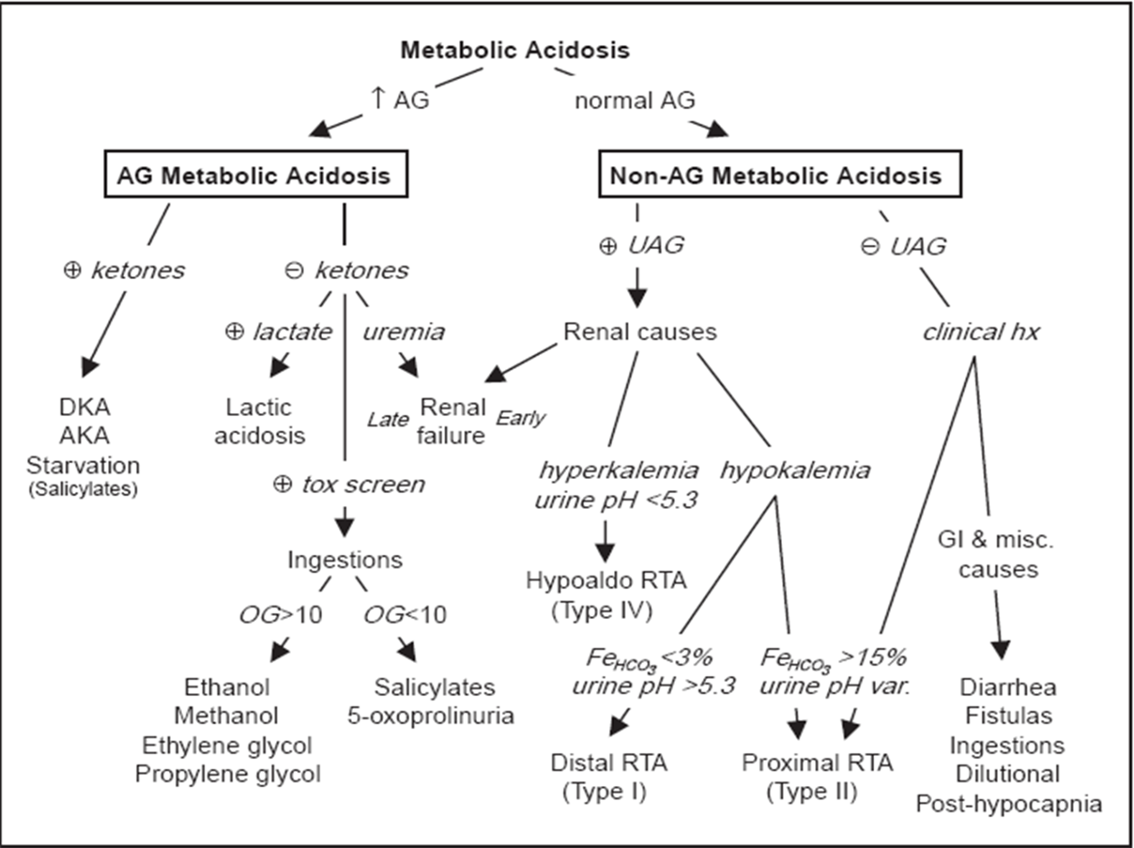 Metabolic Acidosis
↑ AG
normal AG
AG Metabolic Acidosis
Non-AG Metabolic Acidosis
⊕ ketones
⊖ ketones
⊕ UAG
⊖ UAG
⊕ lactate
uremia
Renal causes
clinical hx
DKA
AKA
Starvation
(Salicylates)
Lactic
acidosis
Late
Renal
failure
Early
hyperkalemia
urine pH <5.3
hypokalemia
⊕ tox screen
Ingestions
GI & misc.
causes
Hypoaldo RTA
(Type IV)
OG>10
OG<10
FeHCO3 <3%
urine pH >5.3
FeHCO3 >15%
urine pH var.
Ethanol
Methanol
Ethylene glycol
Propylene glycol
Salicylates
5-oxoprolinuria
Distal RTA
(Type I)
Proximal RTA
(Type II)
Diarrhea
Fistulas
Ingestions
Dilutional
Post-hypocapnia